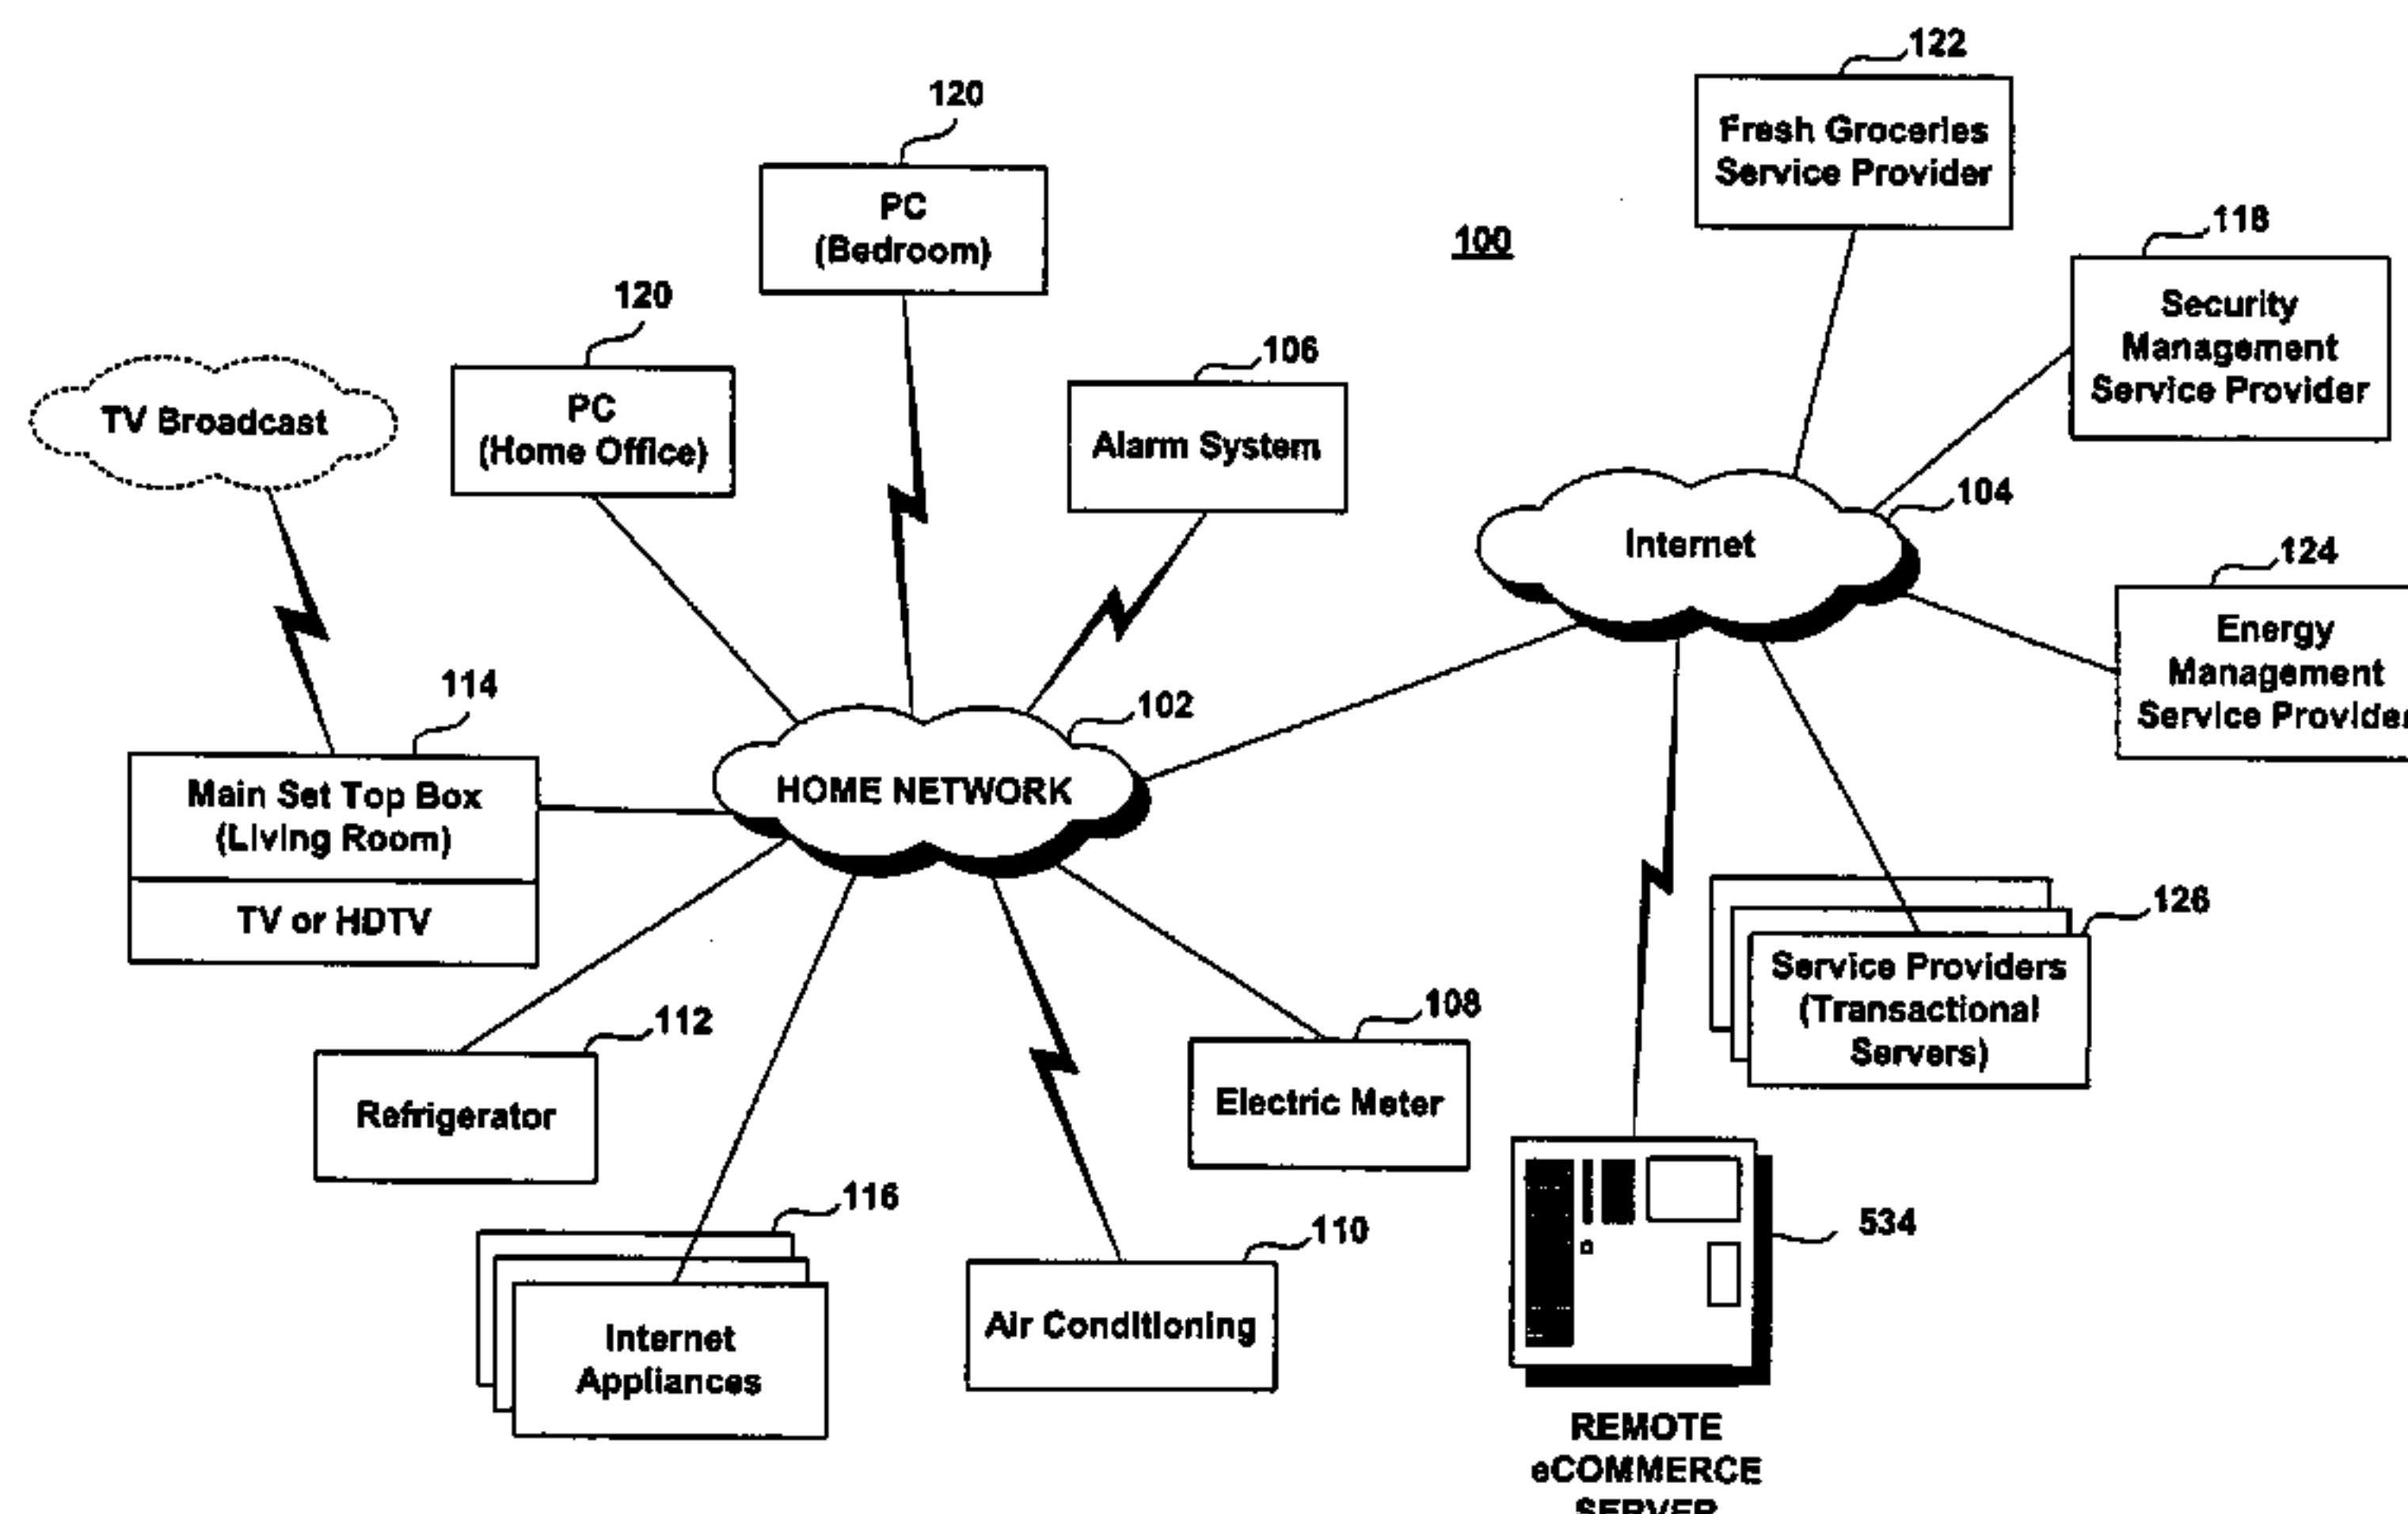 122
Fresh Groceries
Service Provider
120
PC
(Bedroom)
100
118
Security
Management
Service Provider
120
PC
(Home Office)
106
Alarm System
TV Broadcast
104
Internet
124
Energy
Management
Service Provider
114
Main Set Top Box
(Living Room)
TV or HDTV
102
HOME NETWORK
126
Service Providers
(Transactional
Servers)
112
Refrigerator
108
Electric Meter
116
Internet
Appliances
110
Air Conditioning
534
REMOTE
eCOMMERCE
SERVER